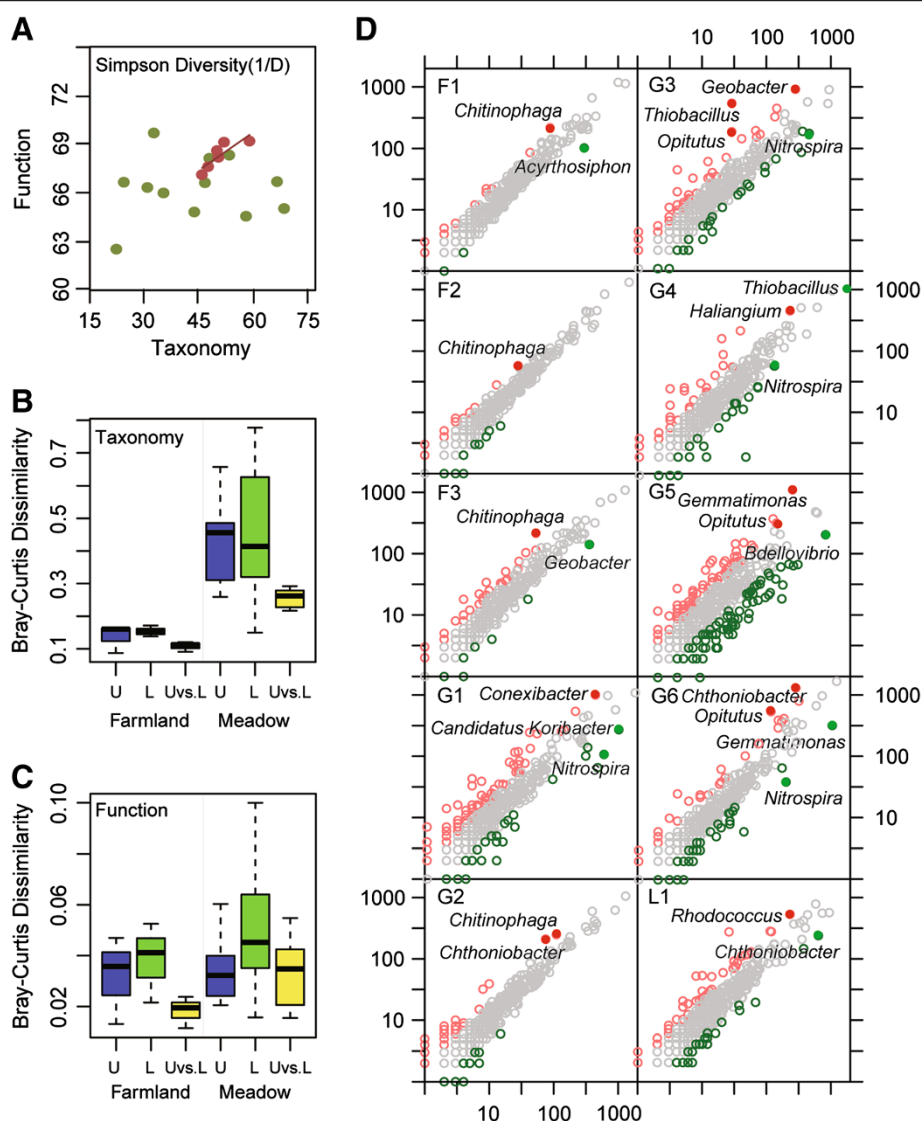 A
Simpson Diversity(1/D)
Function
72
69
66
63
60
15 30 45 60 75
Taxonomy
B
Taxonomy
Bray-Curtis Dissimilarity
0.7
0.5
0.3
0.1
U L Uvs.L U L Uvs.L
Farmland Meadow
C
Function
Bray-Curtis Dissimilarity
0.10
0.06
0.02
U L Uvs.L U L Uvs.L
Farmland Meadow
D
10 100 1000
F1
Chitinophaga
Acyrthosiphon
1000
100
10
G3
Geobacter
Thiobacillus
Opitutus
Nitrospira
F2
Chitinophaga
G4
Thiobacillus
Haliangium
Nitrospira
1000
100
10
F3
Chitinophaga
Geobacter
1000
100
10
G5
Gemmatimonas
Opitutus
Bdellovibrio
G1
Conexibacter
Candidatus Koribacter
Nitrospira
G6 Chthoniobacter
Opitutus
Gemmatimonas
Nitrospira
1000
100
10
G2
Chitinophaga
Chthoniobacter
1000
100
10
L1
Rhodococcus
Chthoniobacter
10 100 1000